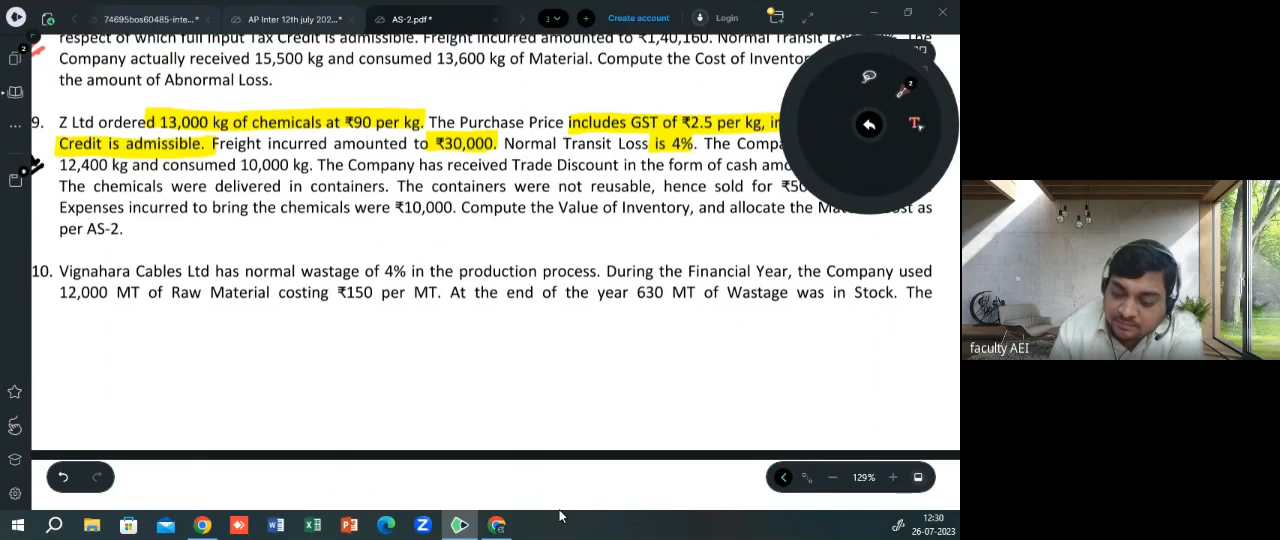 74695bos60485-inte...*
AP Inter 12th july 202...*
AS-2.pdf*
3
Create account
Login
respect of which full Input Tax Credit is admissible. Freight incurred amounted to ₹1,40,160. Normal Transit
Company actually received 15,500 kg and consumed 13,600 kg of Material. Compute the Cost of Inventor
the amount of Abnormal Loss.
9. Z Ltd ordered 13,000 kg of chemicals at ₹90 per kg. The Purchase Price includes GST of ₹2.5 per kg, in
Credit is admissible. Freight incurred amounted to ₹30,000. Normal Transit Loss is 4%. The Compa
12,400 kg and consumed 10,000 kg. The Company has received Trade Discount in the form of cash amo
The chemicals were delivered in containers. The containers were not reusable, hence sold for ₹50
Expenses incurred to bring the chemicals were ₹10,000. Compute the Value of Inventory, and allocate the as
per AS-2.
10. Vignahara Cables Ltd has normal wastage of 4% in the production process. During the Financial Year, the Company used
12,000 MT of Raw Material costing ₹150 per MT. At the end of the year 630 MT of Wastage was in Stock. The
faculty AEI
129%
12:30
26-07-2023